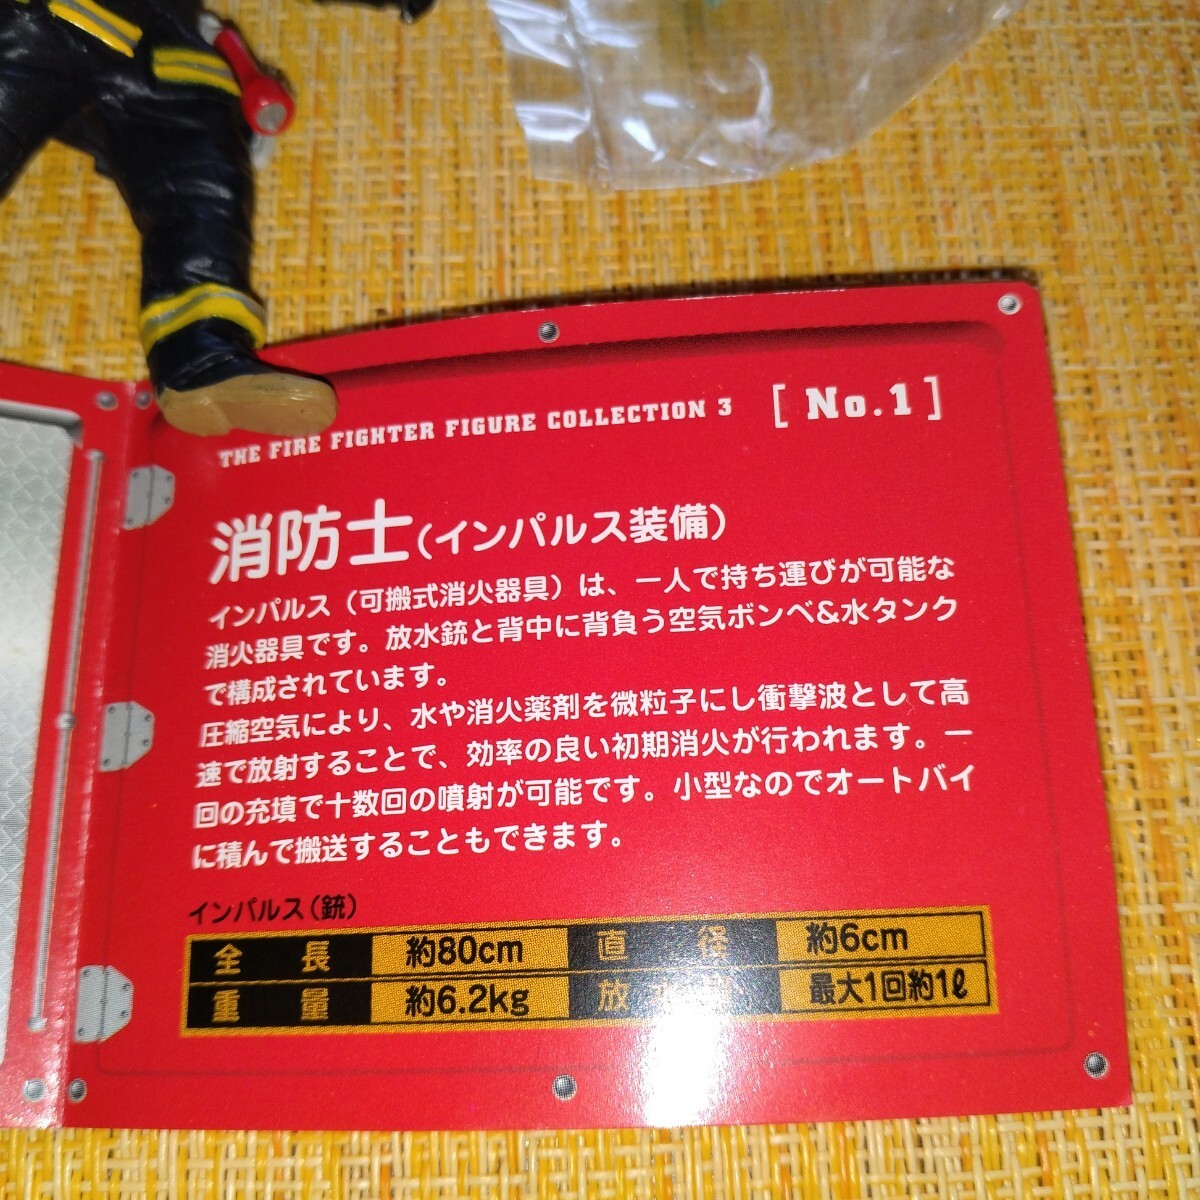 THE FIRE FIGHTER FIGURE COLLECTION 3 [ No.1 ]
消防士(インパルス装備)
インパルス(可搬式消火器具)は、一人で持ち運びが可能な
消火器具です。放水銃と背中に背負う空気ボンベ&水タンク
で構成されています。
圧縮空気により、水や消火薬剤を微粒子にし衝撃波として高
速で放射することで、効率の良い初期消火が行われます。一
回の充填で十数回の噴射が可能です。小型なのでオートバイ
に積んで搬送することもできます。
インパルス(銃)
全長 約80cm 直径 約6cm
重量 約6.2kg 放水量 最大1回約1ℓ